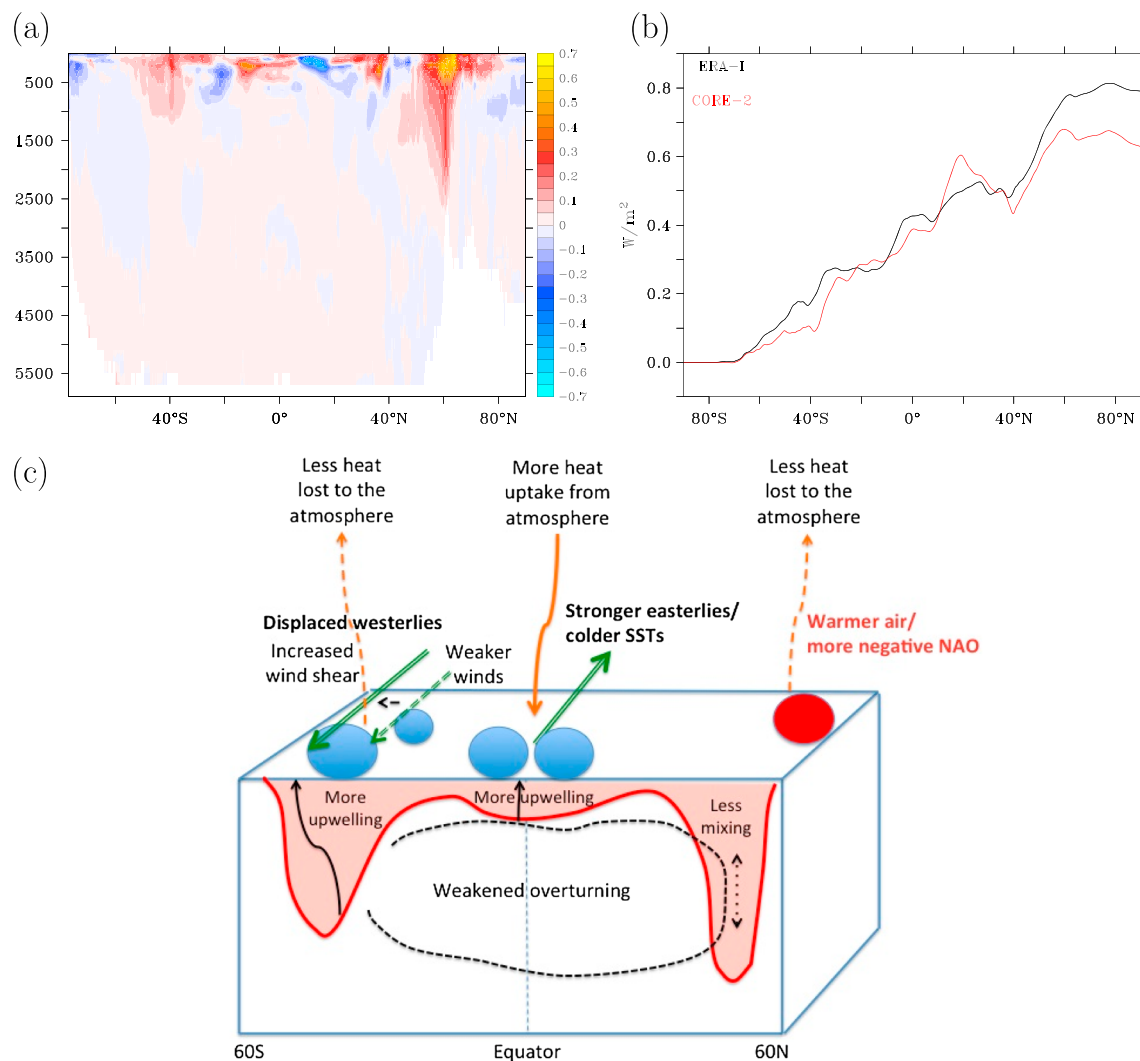 (a)
500
1500
2500
3500
4500
5500
40°S
0°
40°N
80°N
0.7
0.6
0.5
0.4
0.3
0.2
0.1
0
−0.1
−0.2
−0.3
−0.4
−0.5
−0.6
−0.7
(b)
ERA−I
CORE−2
W/m²
0.8
0.6
0.4
0.2
0.0
80°S
40°S
0°
40°N
80°N
(c)
Less heat
lost to the
atmosphere
More heat
uptake from
atmosphere
Less heat
lost to the
atmosphere
Displaced westerlies
Increased
wind shear
Weaker
winds
Stronger easterlies/
colder SSTs
Warmer air/
more negative NAO
More
upwelling
More upwelling
Less
mixing
Weakened overturning
60S
Equator
60N